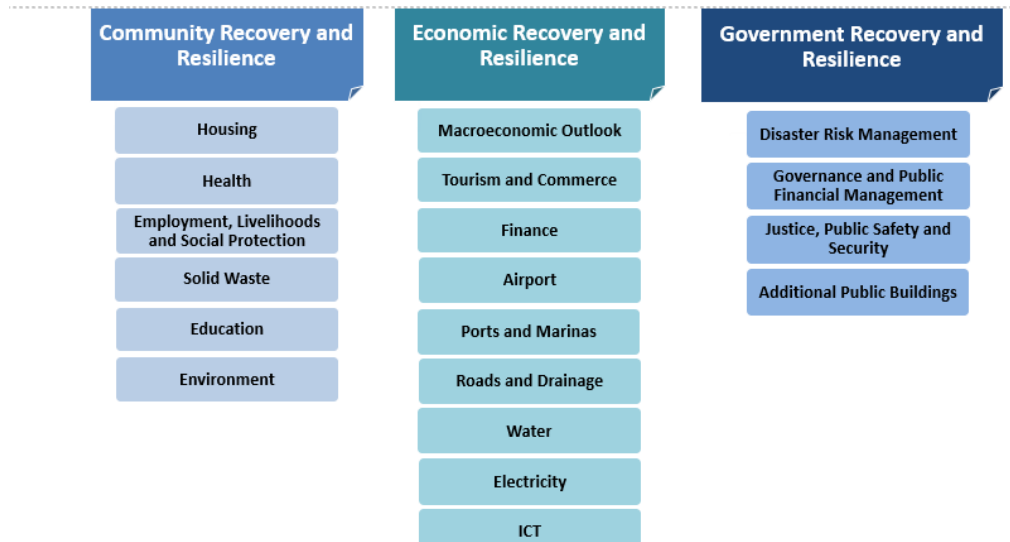 Community Recovery and
Resilience
Housing
Health
Employment, Livelihoods
and Social Protection
Solid Waste
Education
Environment
Economic Recovery and
Resilience
Macroeconomic Outlook
Tourism and Commerce
Finance
Airport
Ports and Marinas
Roads and Drainage
Water
Electricity
ICT
Government Recovery and
Resilience
Disaster Risk Management
Governance and Public
Financial Management
Justice, Public Safety and
Security
Additional Public Buildings